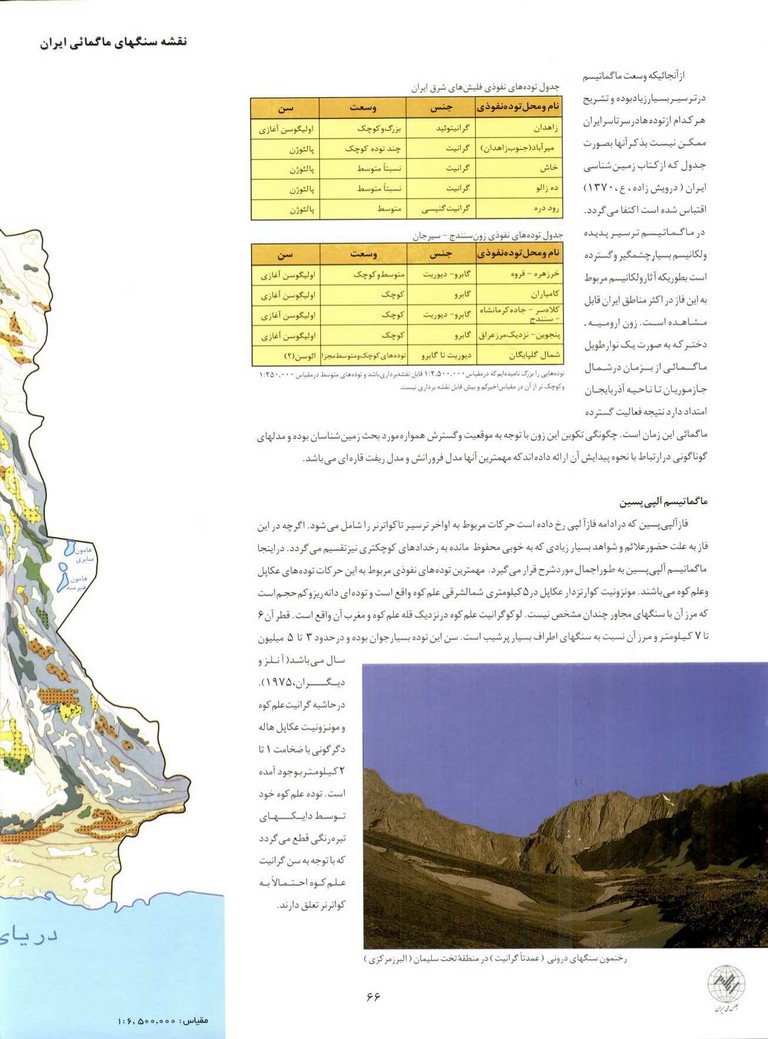 نقشه سنگهای ماگمائی ایران
ازآنجائیکه وسعت ماگماتیسم
درترسیر بسیار زیاد بوده و تشریح
هر کدام از توده‌ها در سرتاسر ایران
ممکن نیست بذکر آنها بصورت
جدول که از کتاب زمین شناسی
ایران ( درویش زاده ، ع ، ۱۳۷۰)
اقتباس شده است اکتفا می گردد.
در ماگماتیسم ترسیر پدیده
ولکانیسم بسیار چشمگیر و گسترده
است بطوریکه آثار ولکانیسم مربوط
به این فاز در اکثر مناطق ایران قابل
مشاهده است. زون ارومیه ـ
دختر که به صورت یک نوار طویل
ماگمائی از بزمان در شمال
جازموریان تا ناحیه آذربایجان
امتداد دارد نتیجه فعالیت گسترده
جدول توده‌های نفوذی فلیش‌های شرق ایران
نام و محل توده نفوذی جنس وسعت سن
زاهدان گرانیتوئید بزرگ و کوچک اولیگوسن آغازی
میرآباد(جنوب زاهدان) گرانیت چند توده کوچک پالئوژن
خاش گرانیت نسبتاً متوسط پالئوژن
ده زالو گرانیت نسبتاً متوسط پالئوژن
رود دره گرانیت گنیسی متوسط پالئوژن
جدول توده‌های نفوذی زون سنندج - سیرجان
نام و محل توده نفوذی جنس وسعت سن
خرزهره - قروه گابرو- دیوریت متوسط و کوچک اولیگوسن آغازی
کامیاران گابرو کوچک اولیگوسن آغازی
کلاه‌سر - جاده کرمانشاه - سنندج گابرو- دیوریت کوچک اولیگوسن آغازی
پنجوین- نزدیک مرز عراق گابرو کوچک اولیگوسن آغازی
شمال گلپایگان دیوریت تا گابرو توده‌های کوچک ومتوسط مجزا ائوسن(؟)
توده‌هایی را بزرگ نامیده‌ایم که درمقیاس ۱:۲,۵۰۰,۰۰۰ قابل نقشه برداری باشد و توده‌های متوسط درمقیاس ۱:۲۵۰,۰۰۰
و کوچک تر از آن در مقیاس اخیر کم و بیش قابل نقشه برداری نیست.
ماگمائی این زمان است. چگونگی تکوین این زون با توجه به موقعیت و گسترش همواره مورد بحث زمین شناسان بوده و مدلهای
گوناگونی در ارتباط با نحوه پیدایش آن ارائه داده اند که مهمترین آنها مدل فرورانش و مدل ریفت قاره ای می باشد.
ماگماتیسم آلپی پسین
فاز آلپی پسین که در ادامه فاز آلپی رخ داده است حرکات مربوط به اواخر ترسیر تا کواترنر را شامل می شود. اگرچه در این
فاز به علت حضور علائم و شواهد بسیار زیادی که به خوبی محفوظ مانده به رخدادهای کوچکتری نیز تقسیم می گردد. در اینجا
ماگماتیسم آلپی پسین به طور اجمال مورد شرح قرار می گیرد. مهمترین توده‌های نفوذی مربوط به این حرکات توده‌های عکاپل
و علم کوه می باشند. مونزونیت کوارتزدار عکاپل در ۵ کیلومتری شمالشرقی علم کوه واقع است و توده ای دانه ریز و کم حجم است
که مرز آن با سنگهای مجاور چندان مشخص نیست. لوکوگرانیت علم کوه در نزدیک قله علم کوه و مغرب آن واقع است. قطر آن ۶
تا ۷ کیلومتر و مرز آن نسبت به سنگهای اطراف بسیار پرشیب است. سن این توده بسیار جوان بوده و در حدود ۳ تا ۵ میلیون
سال می باشد( آنلز و
دیگران،۱۹۷۵).
در حاشیه گرانیت علم کوه
و مونزونیت عکاپل هاله
دگرگونی با ضخامت ۱ تا
۲ کیلومتر بوجود آمده
است. توده علم کوه خود
توسط دایکهای
تیره رنگی قطع می گردد
که با توجه به سن گرانیت
علم کوه احتمالاً به
کواترنر تعلق دارند.
هامون
صابری
هامون
هیرمند
دریای
مقیاس : ۱:۶,۵۰۰,۰۰۰
رخنمون سنگهای درونی ( عمدتاً گرانیت ) در منطقهٔ تخت سلیمان ( البرز مرکزی )
۶۶